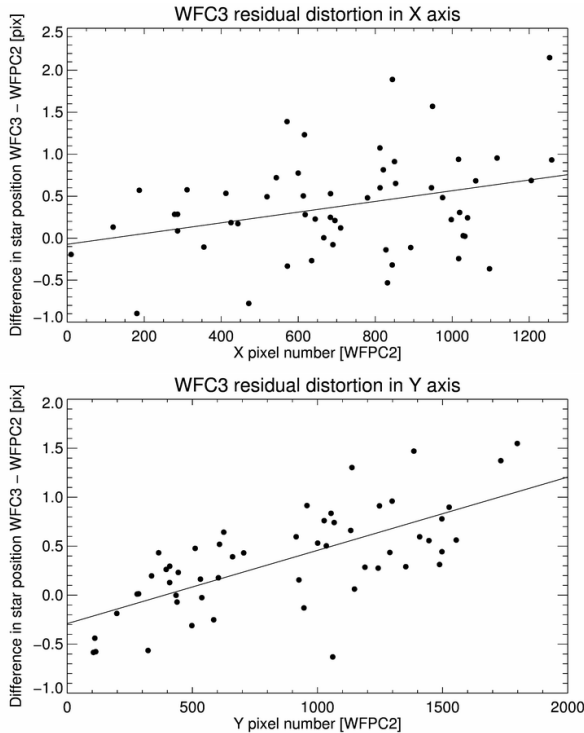 WFC3 residual distortion in X axis
Difference in star position WFC3 − WFPC2 [pix]
2.5
2.0
1.5
1.0
0.5
0.0
−0.5
−1.0
0 200 400 600 800 1000 1200
X pixel number [WFPC2]
WFC3 residual distortion in Y axis
Difference in star position WFC3 − WFPC2 [pix]
2.0
1.5
1.0
0.5
0.0
−0.5
−1.0
0 500 1000 1500 2000
Y pixel number [WFPC2]